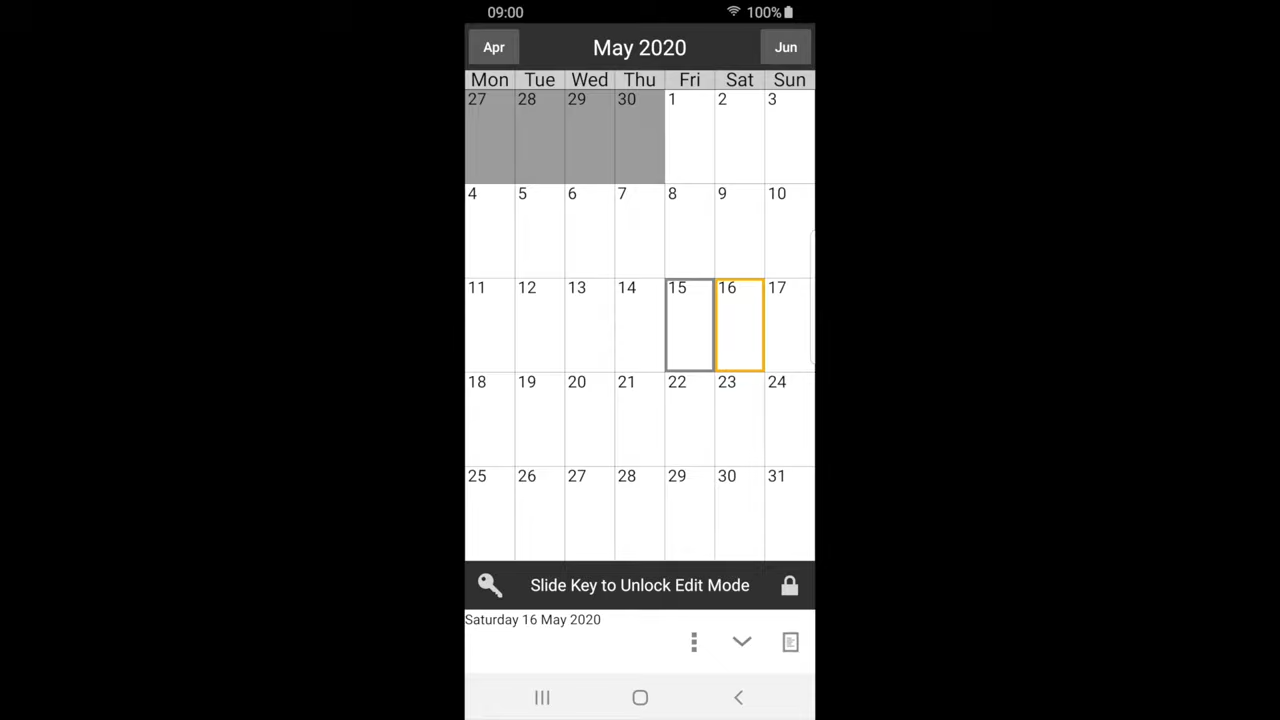 09:00 100%
Apr May 2020 Jun
Mon Tue Wed Thu Fri Sat Sun
27 28 29 30 1 2 3
4 5 6 7 8 9 10
11 12 13 14 15 16 17
18 19 20 21 22 23 24
25 26 27 28 29 30 31
Slide Key to Unlock Edit Mode
Saturday 16 May 2020